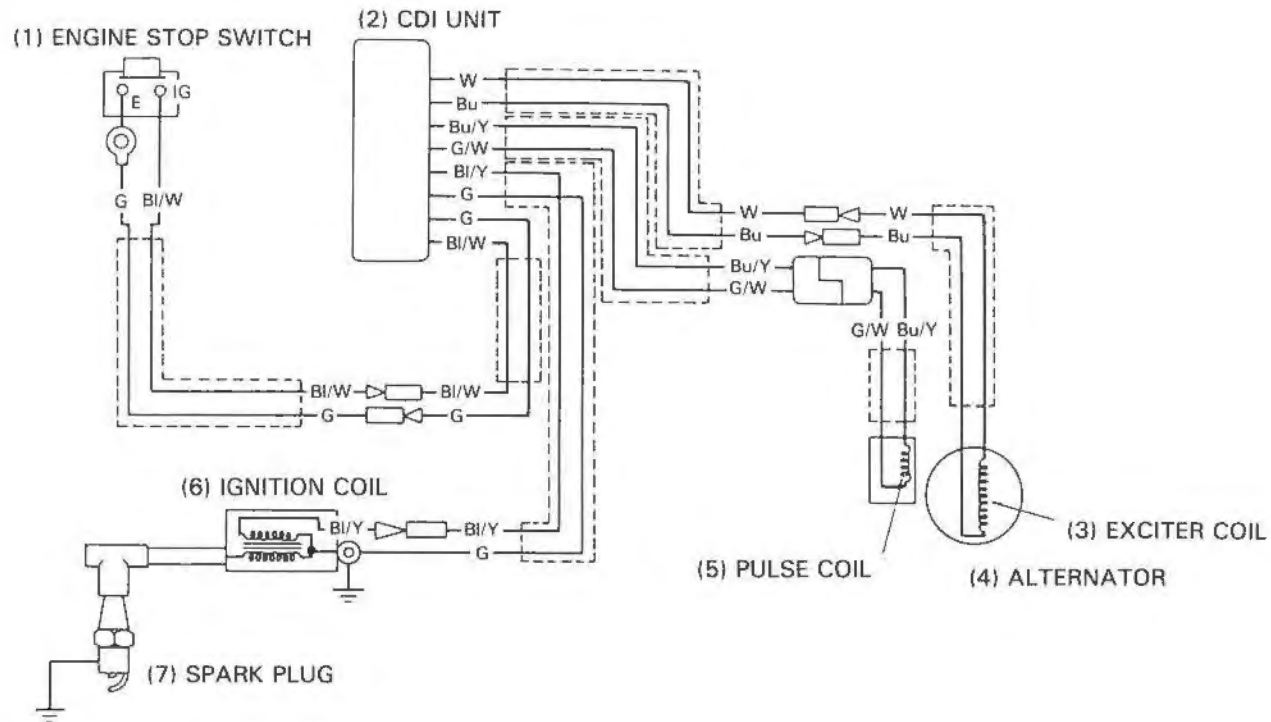 (2) CDI UNIT
(1) ENGINE STOP SWITCH
E IG
W
Bu
Bu/Y
G/W
Bl/Y
G
G
Bl/W
G Bl/W
W W
Bu Bu
Bu/Y
G/W
G/W Bu/Y
Bl/W Bl/W
G G
(6) IGNITION COIL
Bl/Y Bl/Y
G
(3) EXCITER COIL
(5) PULSE COIL
(4) ALTERNATOR
(7) SPARK PLUG